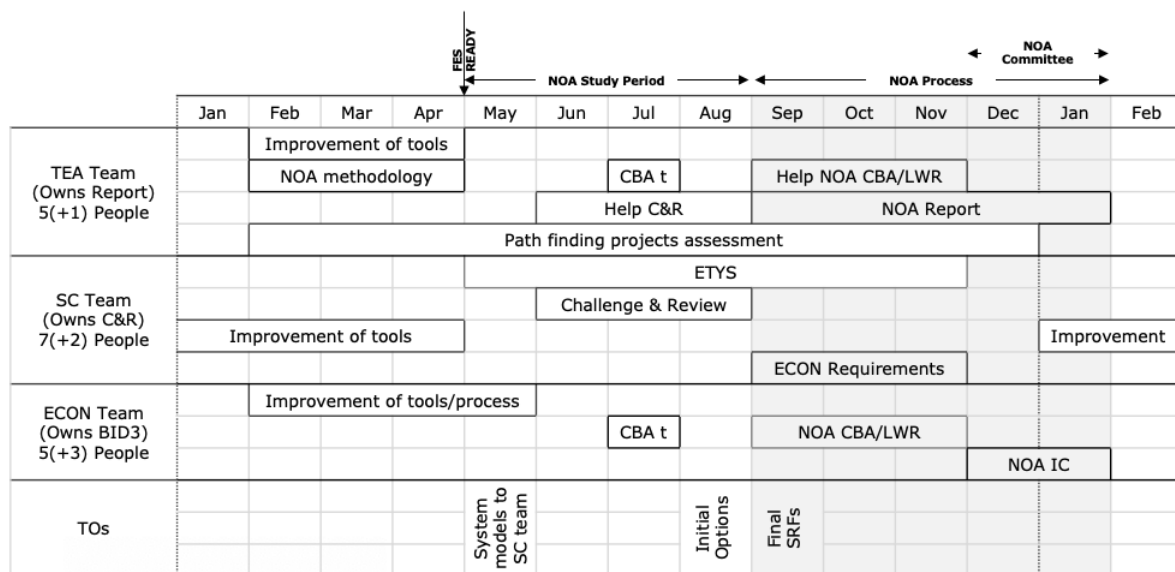 FES
READY
NOA Study Period
NOA Process
NOA
Committee
Jan Feb Mar Apr May Jun Jul Aug Sep Oct Nov Dec Jan Feb
TEA Team
(Owns Report)
5(+1) People
Improvement of tools
NOA methodology
CBA t
Help NOA CBA/LWR
Help C&R
NOA Report
Path finding projects assessment
SC Team
(Owns C&R)
7(+2) People
ETYS
Challenge & Review
Improvement of tools
Improvement
ECON Requirements
ECON Team
(Owns BID3)
5(+3) People
Improvement of tools/process
CBA t
NOA CBA/LWR
NOA IC
TOs
System
models to
SC team
Initial
Options
Final
SRFs